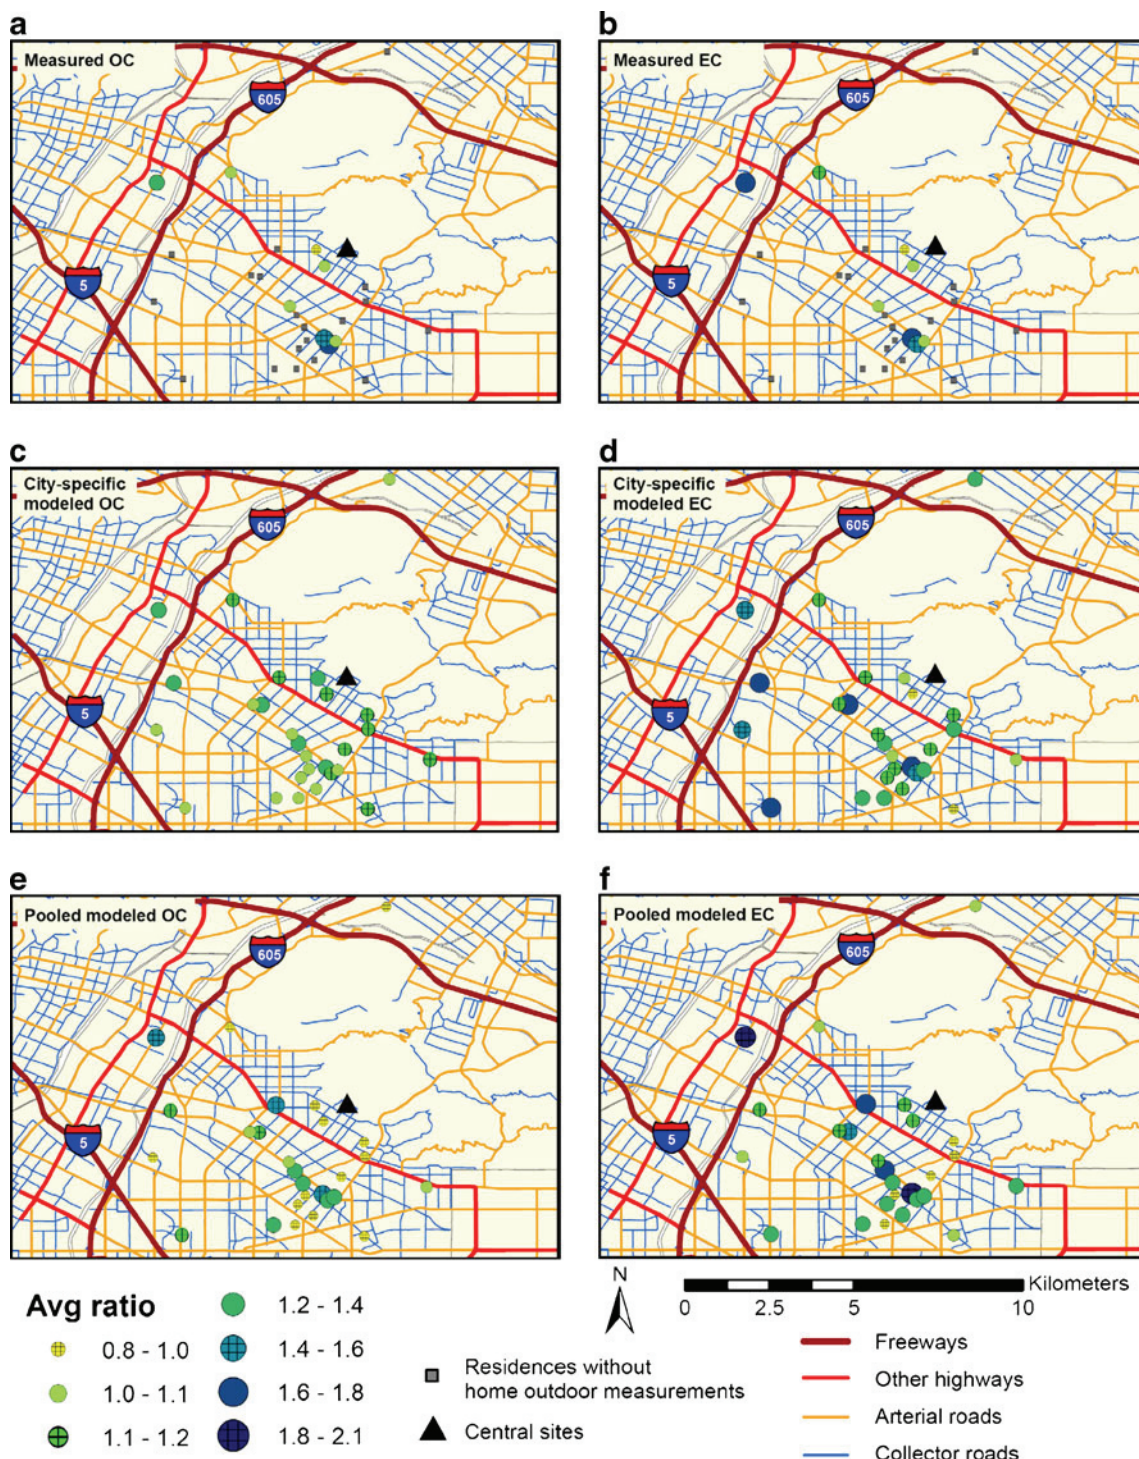 a
b
Measured OC
Measured EC
605
605
5
5
c
d
City-specific
modeled OC
City-specific
modeled EC
605
605
5
5
e
f
Pooled modeled OC
Pooled modeled EC
605
605
5
5
Avg ratio
0.8 - 1.0
1.0 - 1.1
1.1 - 1.2
1.2 - 1.4
1.4 - 1.6
1.6 - 1.8
1.8 - 2.1
Residences without
home outdoor measurements
Central sites
N
Kilometers
0 2.5 5 10
Freeways
Other highways
Arterial roads
Collector roads